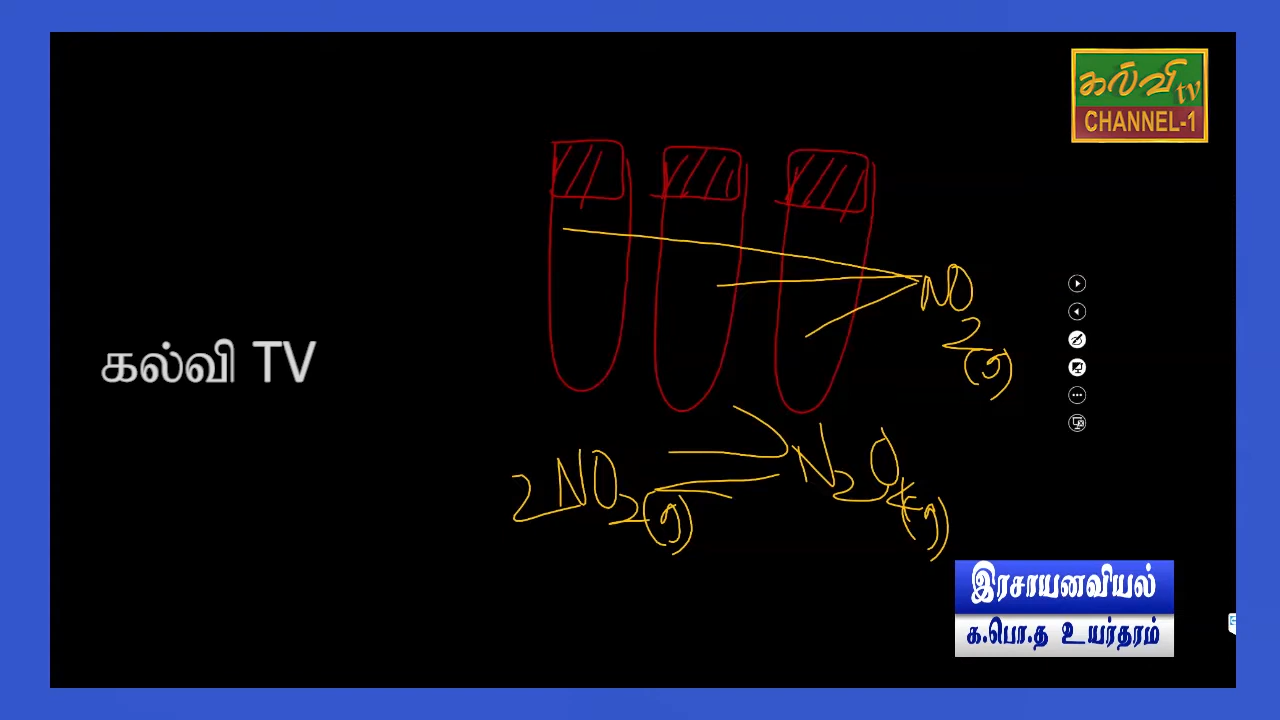 கல்வி tv
CHANNEL-1
NO2(g)
கல்வி TV
2NO2(g) ⇌ N2O4(g)
இரசாயனவியல்
க.பொ.த உயர்தரம்